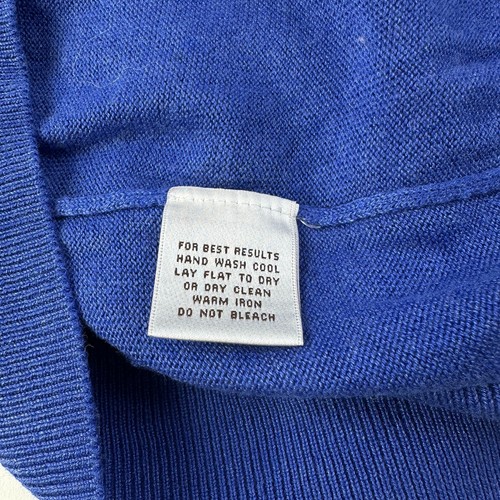 FOR BEST RESULTS
HAND WASH COOL
LAY FLAT TO DRY
OR DRY CLEAN
WARM IRON
DO NOT BLEACH